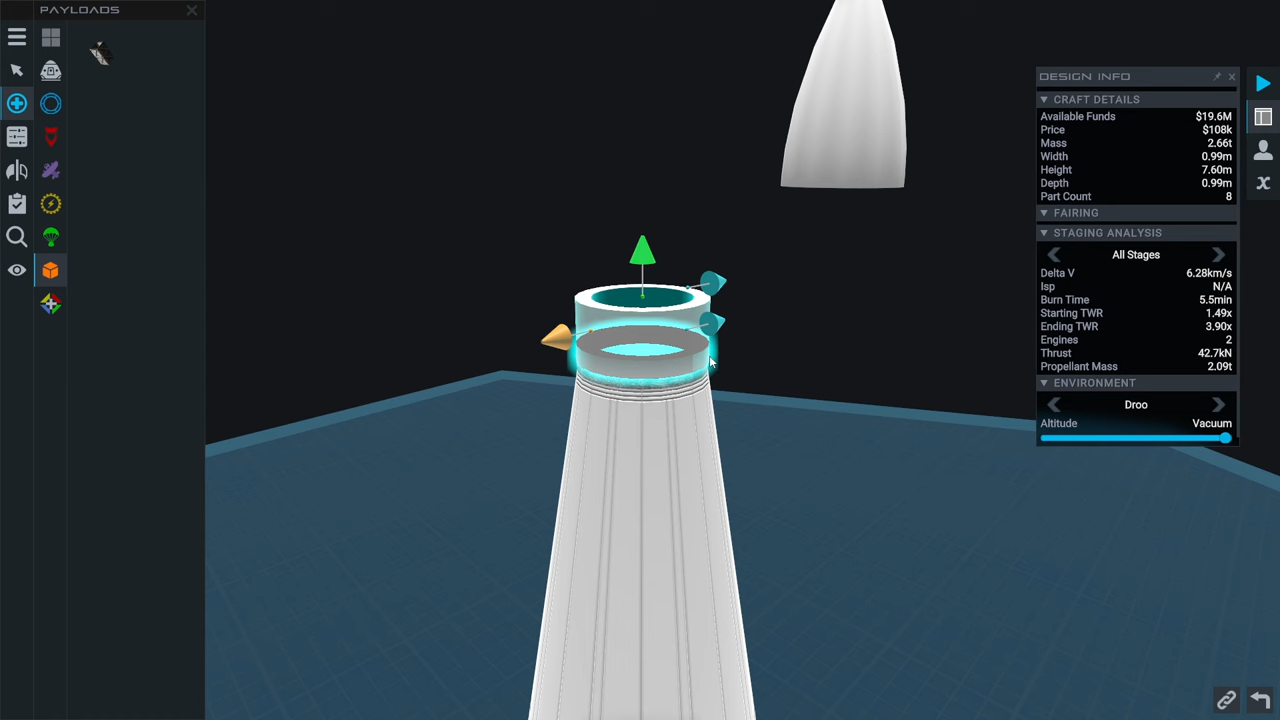 PAYLOADS
DESIGN INFO
CRAFT DETAILS
Available Funds $19.6M
Price $108k
Mass 2.66t
Width 0.99m
Height 7.60m
Depth 0.99m
Part Count 8
FAIRING
STAGING ANALYSIS
All Stages
Delta V 6.28km/s
Isp N/A
Burn Time 5.5min
Starting TWR 1.49x
Ending TWR 3.90x
Engines 2
Thrust 42.7kN
Propellant Mass 2.09t
ENVIRONMENT
Droo
Altitude Vacuum